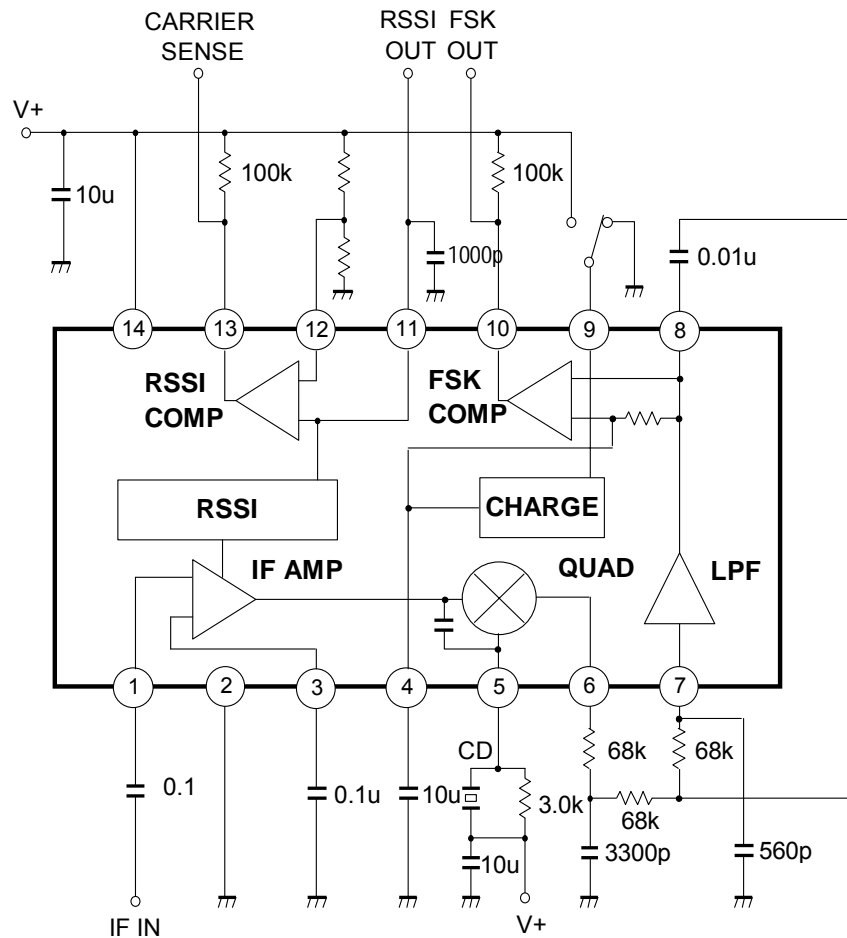 CARRIER
SENSE
RSSI
OUT
FSK
OUT
V+
10u
100k
1000p
100k
0.01u
14
13
12
11
10
9
8
RSSI
COMP
FSK
COMP
RSSI
CHARGE
IF AMP
QUAD
LPF
1
2
3
4
5
6
7
0.1
0.1u
10u
CD
3.0k
10u
68k
68k
68k
3300p
560p
IF IN
V+